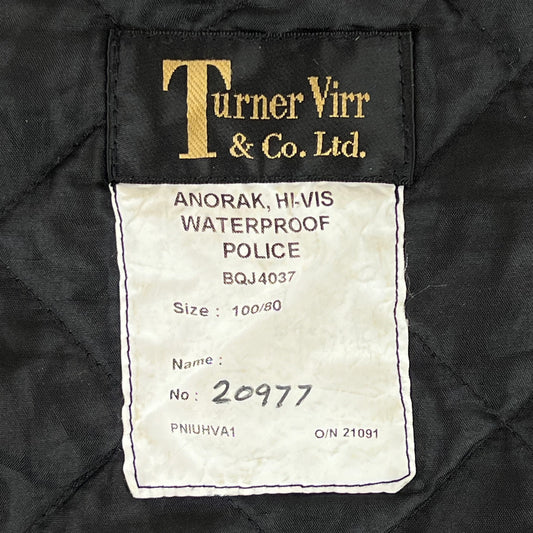 Turner Virr
& Co. Ltd.
ANORAK, HI-VIS
WATERPROOF
POLICE
BQJ4037
Size : 100/80
Name :
No : 20977
PNIUHVA1 O/N 21091